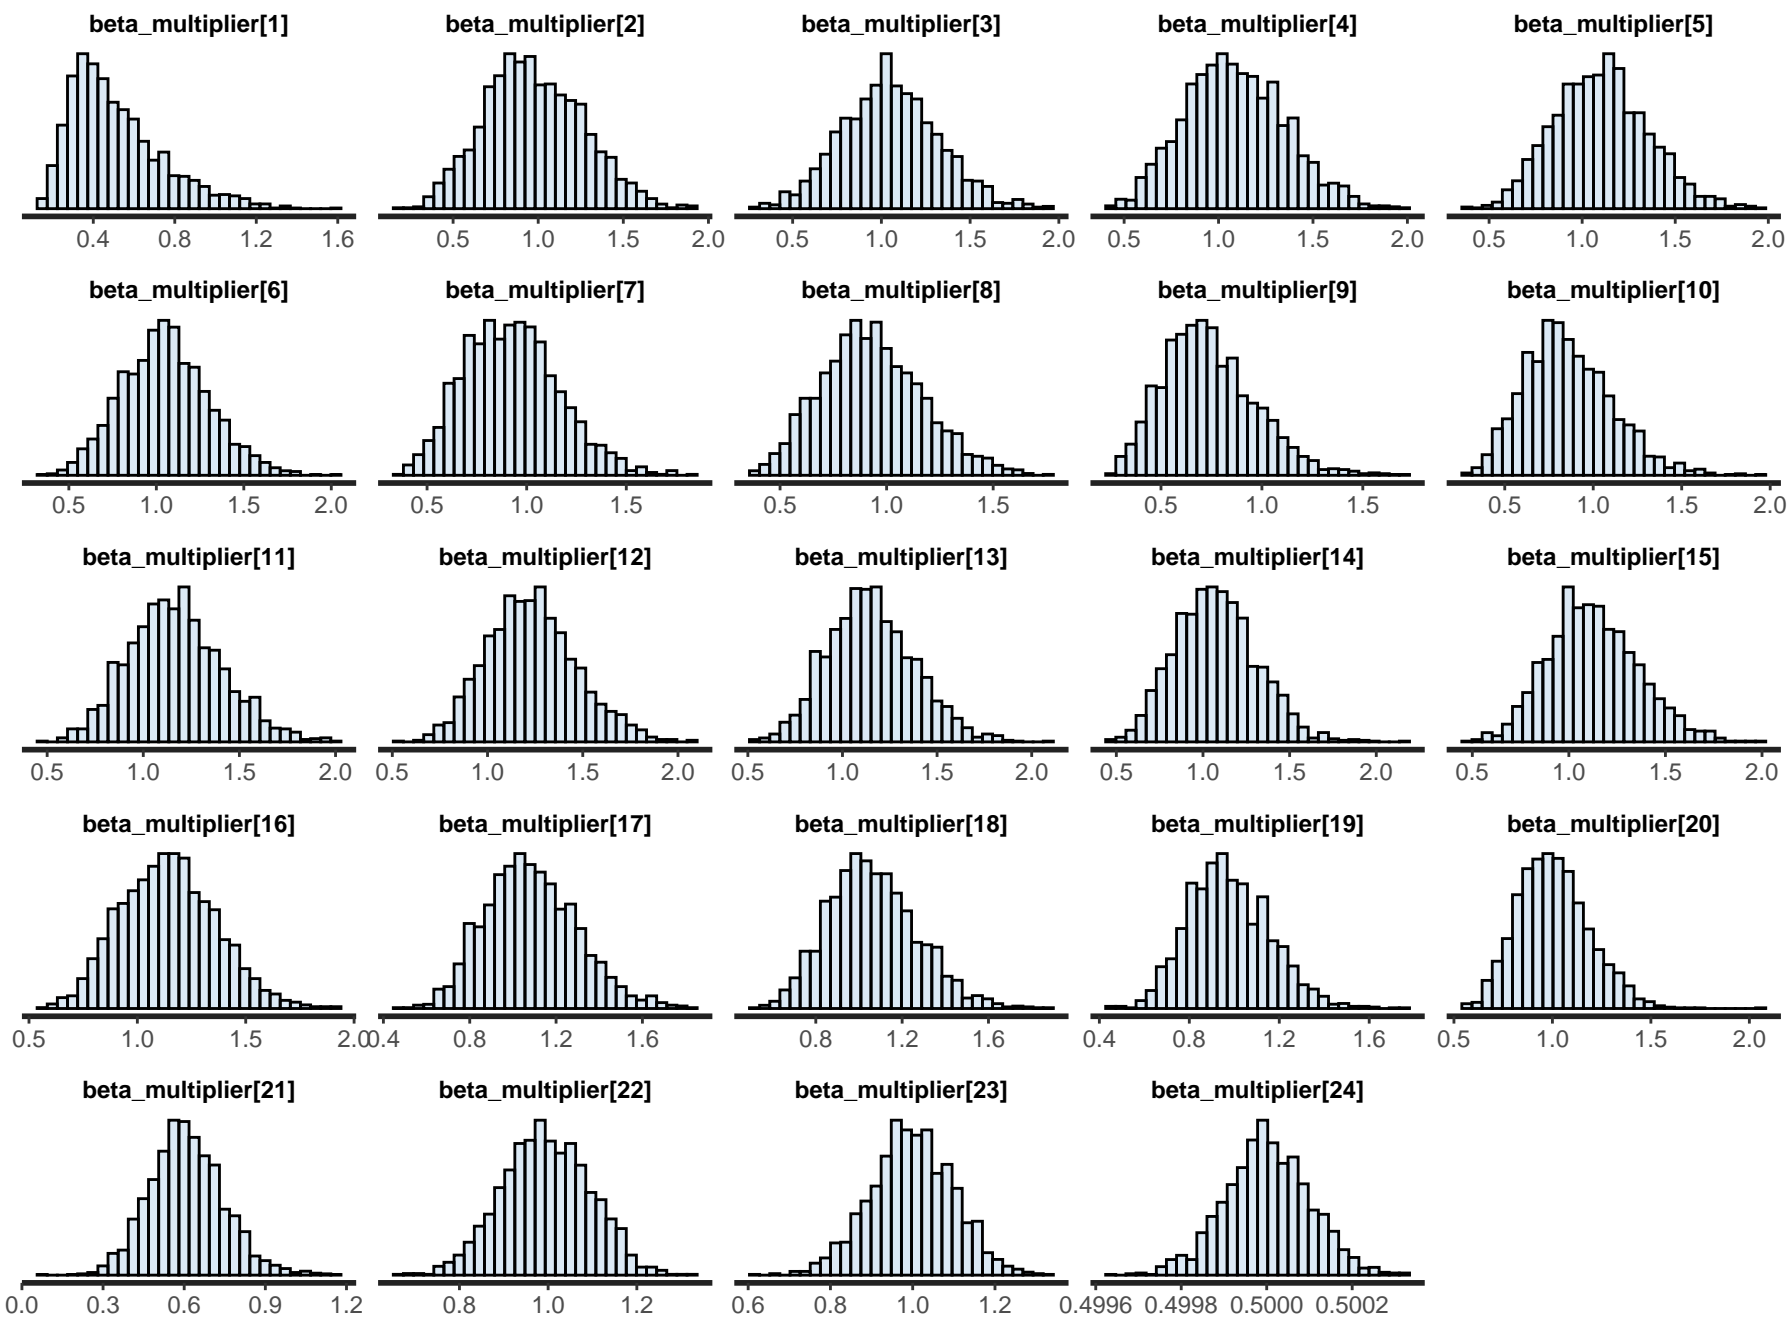 beta_multiplier[1] beta_multiplier[2] beta_multiplier[3] beta_multiplier[4] beta_multiplier[5]
0.4 0.8 1.2 1.6 0.5 1.0 1.5 2.0 0.5 1.0 1.5 2.0 0.5 1.0 1.5 2.0 0.5 1.0 1.5 2.0
beta_multiplier[6] beta_multiplier[7] beta_multiplier[8] beta_multiplier[9] beta_multiplier[10]
0.5 1.0 1.5 2.0 0.5 1.0 1.5 0.5 1.0 1.5 0.5 1.0 1.5 0.5 1.0 1.5 2.0
beta_multiplier[11] beta_multiplier[12] beta_multiplier[13] beta_multiplier[14] beta_multiplier[15]
0.5 1.0 1.5 2.0 0.5 1.0 1.5 2.0 0.5 1.0 1.5 2.0 0.5 1.0 1.5 2.0 0.5 1.0 1.5 2.0
beta_multiplier[16] beta_multiplier[17] beta_multiplier[18] beta_multiplier[19] beta_multiplier[20]
0.5 1.0 1.5 2.0 0.4 0.8 1.2 1.6 0.8 1.2 1.6 0.4 0.8 1.2 1.6 0.5 1.0 1.5 2.0
beta_multiplier[21] beta_multiplier[22] beta_multiplier[23] beta_multiplier[24]
0.0 0.3 0.6 0.9 1.2 0.8 1.0 1.2 0.6 0.8 1.0 1.2 0.4996 0.4998 0.5000 0.5002